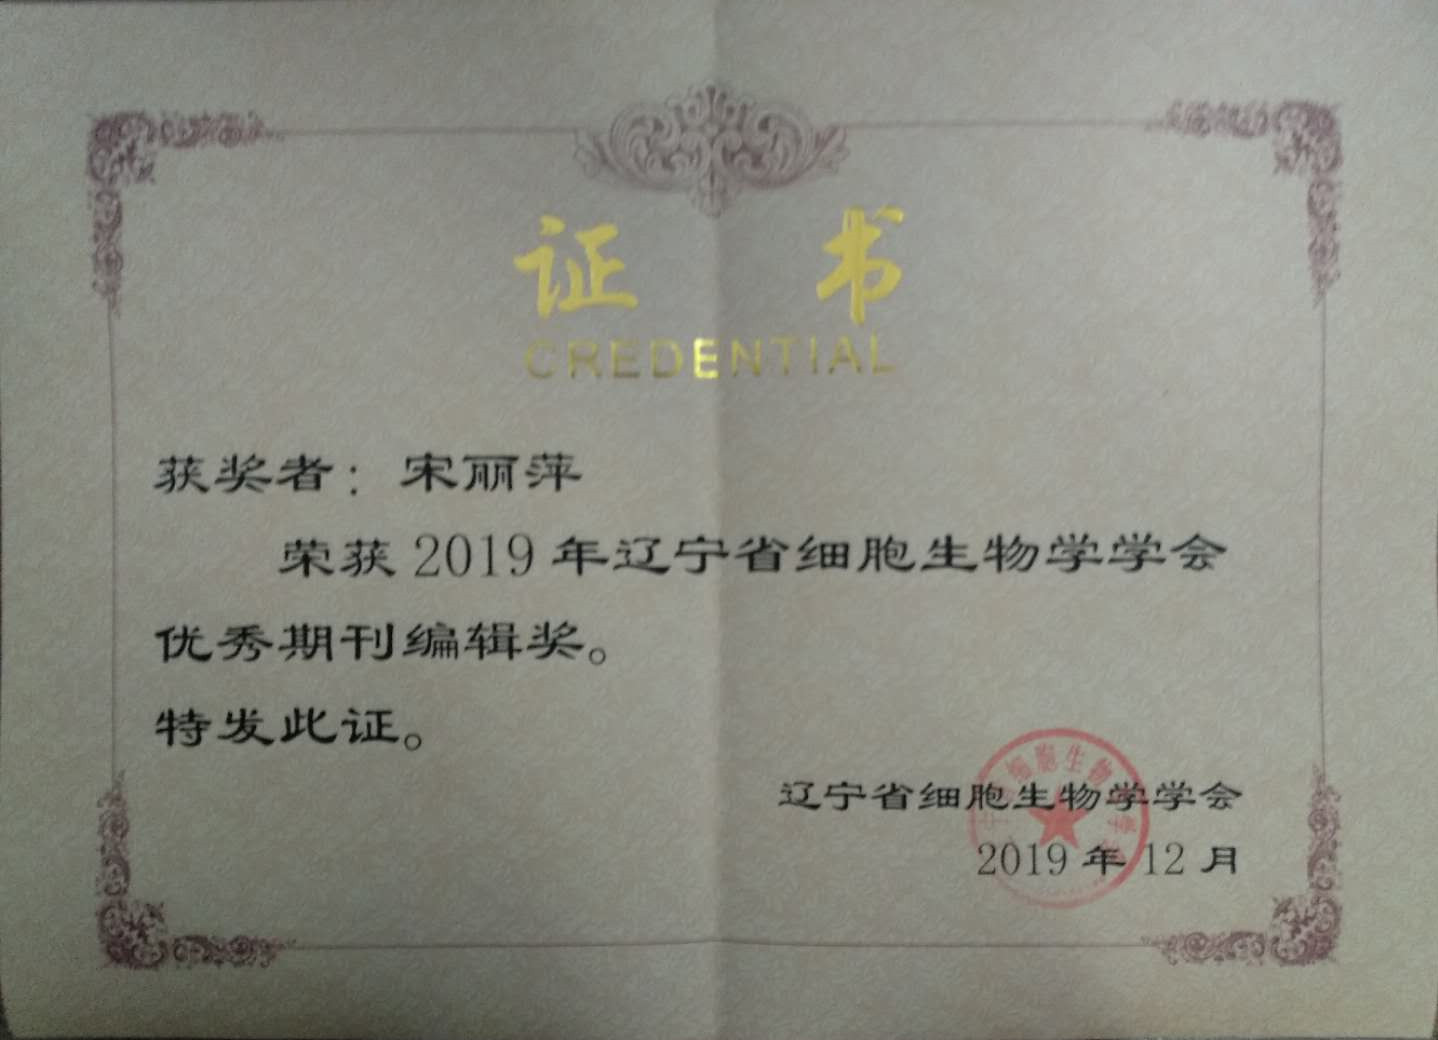 证 书
CREDENTIAL
获奖者：宋丽萍
荣获2019年辽宁省细胞生物学学会
优秀期刊编辑奖。
特发此证。
辽宁省细胞生物学学会
2019年12月